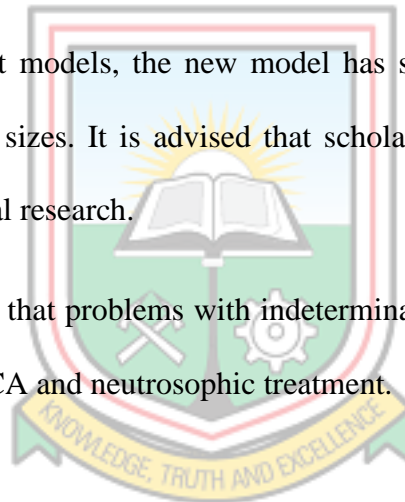 t models, the new model has s
sizes. It is advised that schola
al research.
that problems with indetermina
CA and neutrosophic treatment.
KNOWLEDGE, TRUTH AND EXCELLENCE